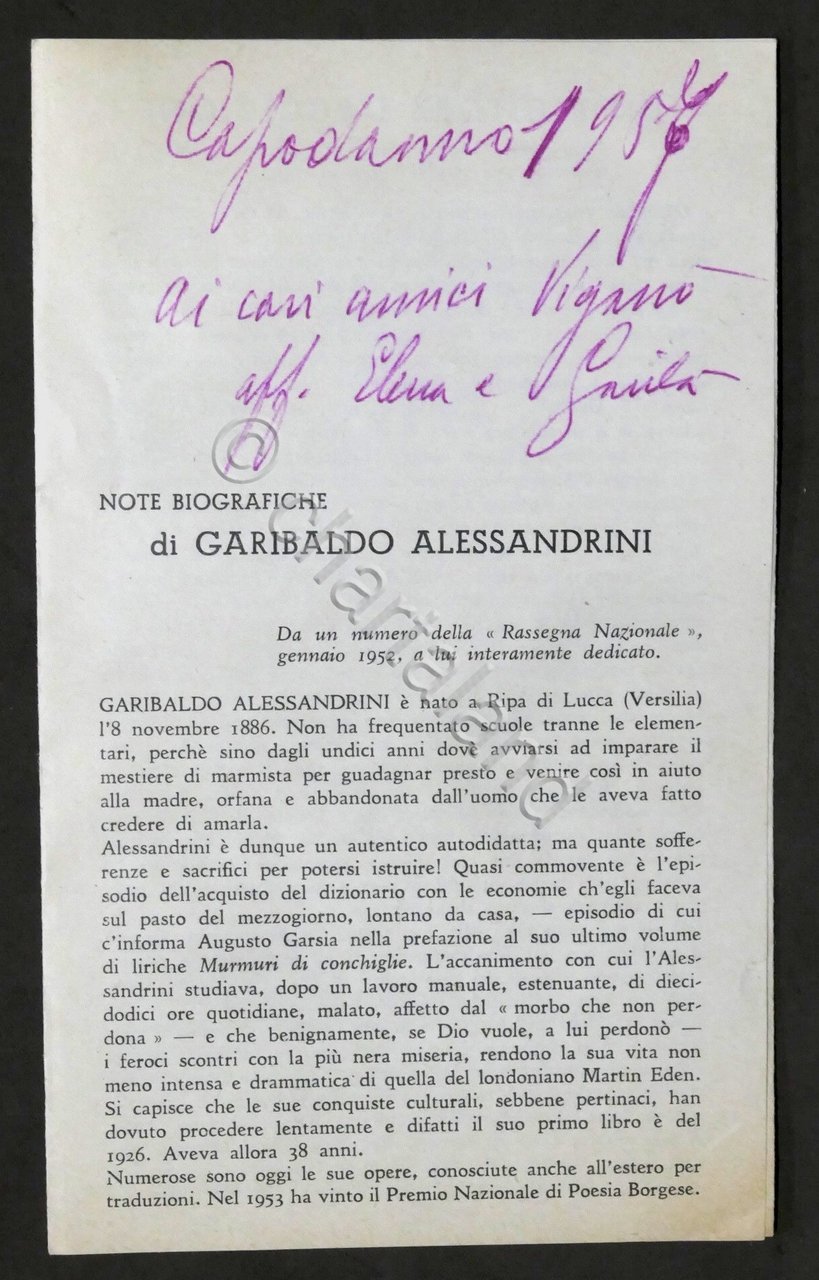 Capodanno 1957
Ai cari amici Viganò
aff. Elena e
NOTE BIOGRAFICHE
di GARIBALDO ALESSANDRINI
Da un numero della « Rassegna Nazionale »,
gennaio 1952, a lui interamente dedicato.
GARIBALDO ALESSANDRINI è nato a Ripa di Lucca (Versilia)
l'8 novembre 1886. Non ha frequentato scuole tranne le elemen-
tari, perchè sino dagli undici anni dovè avviarsi ad imparare il
mestiere di marmista per guadagnar presto e venire così in aiuto
alla madre, orfana e abbandonata dall'uomo che le aveva fatto
credere di amarla.
Alessandrini è dunque un autentico autodidatta; ma quante soffe-
renze e sacrifici per potersi istruire! Quasi commovente è l'epi-
sodio dell'acquisto del dizionario con le economie ch'egli faceva
sul pasto del mezzogiorno, lontano da casa, — episodio di cui
c'informa Augusto Garsia nella prefazione al suo ultimo volume
di liriche Murmuri di conchiglie. L'accanimento con cui l'Ales-
sandrini studiava, dopo un lavoro manuale, estenuante, di dieci-
dodici ore quotidiane, malato, affetto dal « morbo che non per-
dona » — e che benignamente, se Dio vuole, a lui perdonò —
i feroci scontri con la più nera miseria, rendono la sua vita non
meno intensa e drammatica di quella del londoniano Martin Eden.
Si capisce che le sue conquiste culturali, sebbene pertinaci, han
dovuto procedere lentamente e difatti il suo primo libro è del
1926. Aveva allora 38 anni.
Numerose sono oggi le sue opere, conosciute anche all'estero per
traduzioni. Nel 1953 ha vinto il Premio Nazionale di Poesia Borgese.
© chartaland